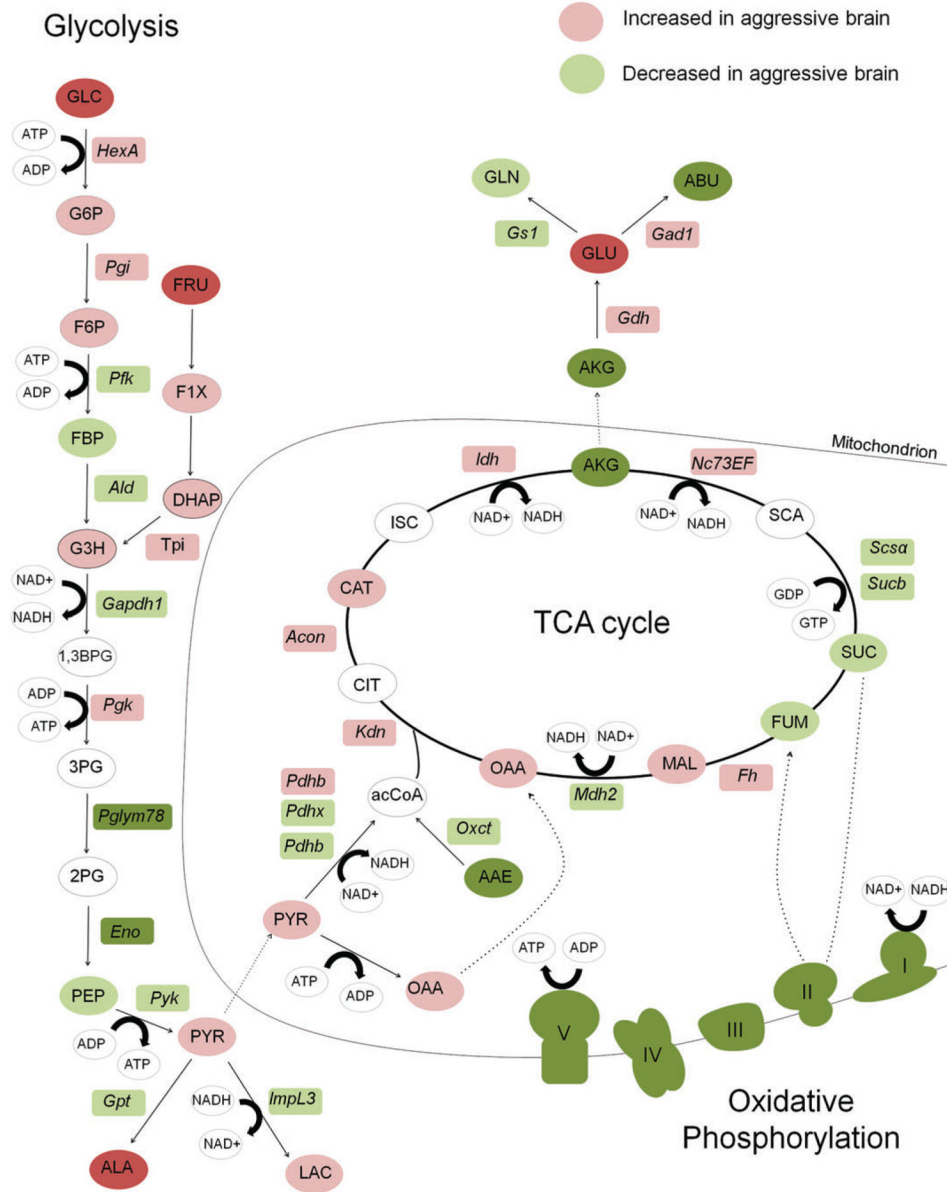 Glycolysis
Increased in aggressive brain
Decreased in aggressive brain
GLC
ATP
ADP
HexA
G6P
Pgi
FRU
F6P
ATP
ADP
Pfk
F1X
FBP
Ald
DHAP
G3H
Tpi
NAD+
NADH
Gapdh1
1,3BPG
ADP
ATP
Pgk
3PG
Pglym78
2PG
Eno
PEP
Pyk
ADP
ATP
PYR
Gpt
NADH
NAD+
ImpL3
ALA
LAC
GLN
ABU
Gs1
Gad1
GLU
Gdh
AKG
Mitochondrion
Idh
AKG
Nc73EF
NAD+
NADH
NAD+
NADH
ISC
SCA
Scsα
Sucb
GDP
GTP
CAT
TCA cycle
Acon
SUC
CIT
FUM
Kdn
NADH
NAD+
OAA
MAL
Mdh2
Fh
Pdhb
Pdhx
Pdhb
acCoA
Oxct
NADH
NAD+
AAE
PYR
ATP
ADP
OAA
ATP
ADP
NAD+
NADH
V
IV
III
II
I
Oxidative
Phosphorylation